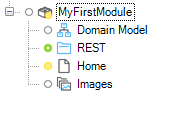 MyFirstModule
Domain Model
REST
Home
Images